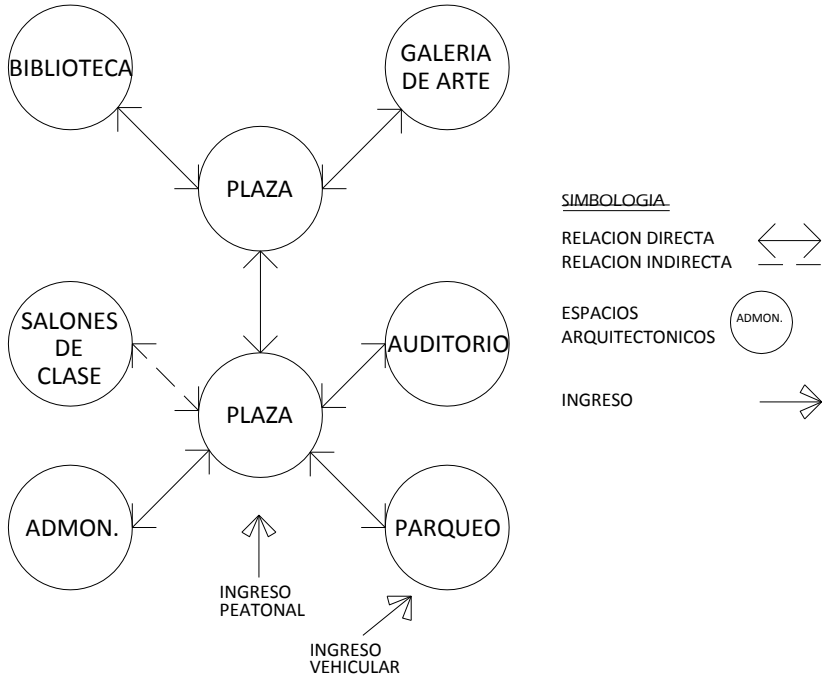 BIBLIOTECA
GALERIA
DE ARTE
PLAZA
SALONES
DE
CLASE
AUDITORIO
PLAZA
ADMON.
PARQUEO
INGRESO
PEATONAL
INGRESO
VEHICULAR
SIMBOLOGIA
RELACION DIRECTA
RELACION INDIRECTA
ESPACIOS
ARQUITECTONICOS
ADMON.
INGRESO